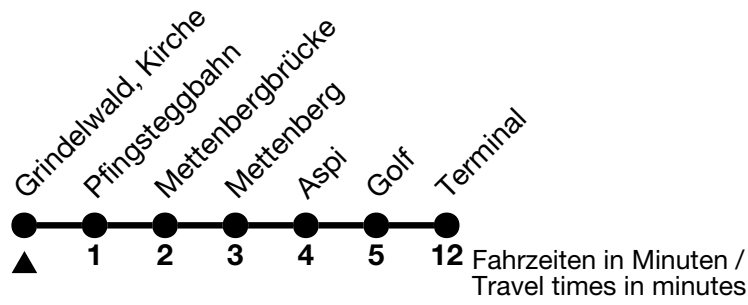 Grindelwald, Kirche
Pfingsteggbahn
Mettenbergbrücke
Mettenberg
Aspi
Golf
Terminal
1 2 3 4 5 12 Fahrzeiten in Minuten /
Travel times in minutes